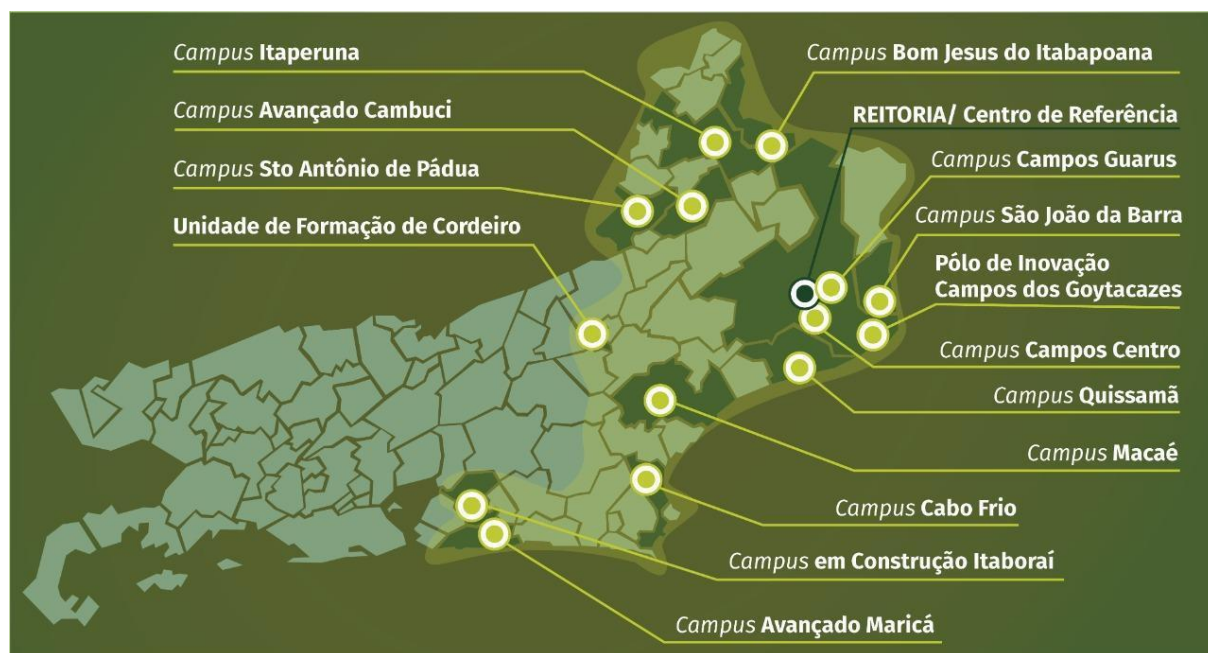 Campus Itaperuna
Campus Avançado Cambuci
Campus Sto Antônio de Pádua
Unidade de Formação de Cordeiro
Campus Bom Jesus do Itabapoana
REITORIA/ Centro de Referência
Campus Campos Guarus
Campus São João da Barra
Pólo de Inovação
Campos dos Goytacazes
Campus Campos Centro
Campus Quissamã
Campus Macaé
Campus Cabo Frio
Campus em Construção Itaboraí
Campus Avançado Maricá